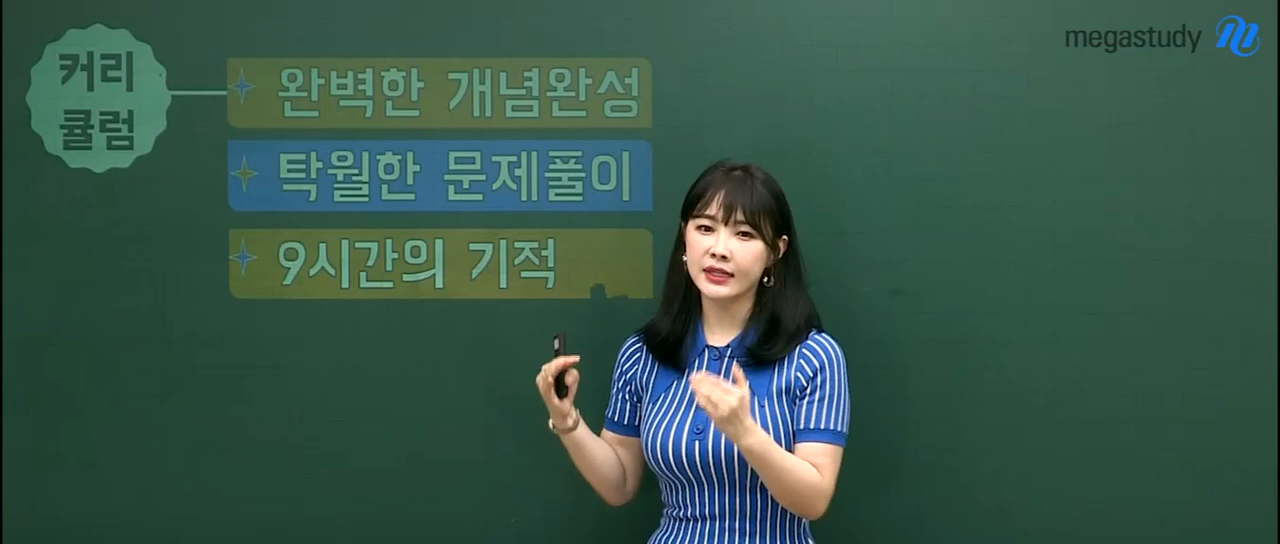 megastudy
커리
큘럼
완벽한 개념완성
탁월한 문제풀이
9시간의 기적